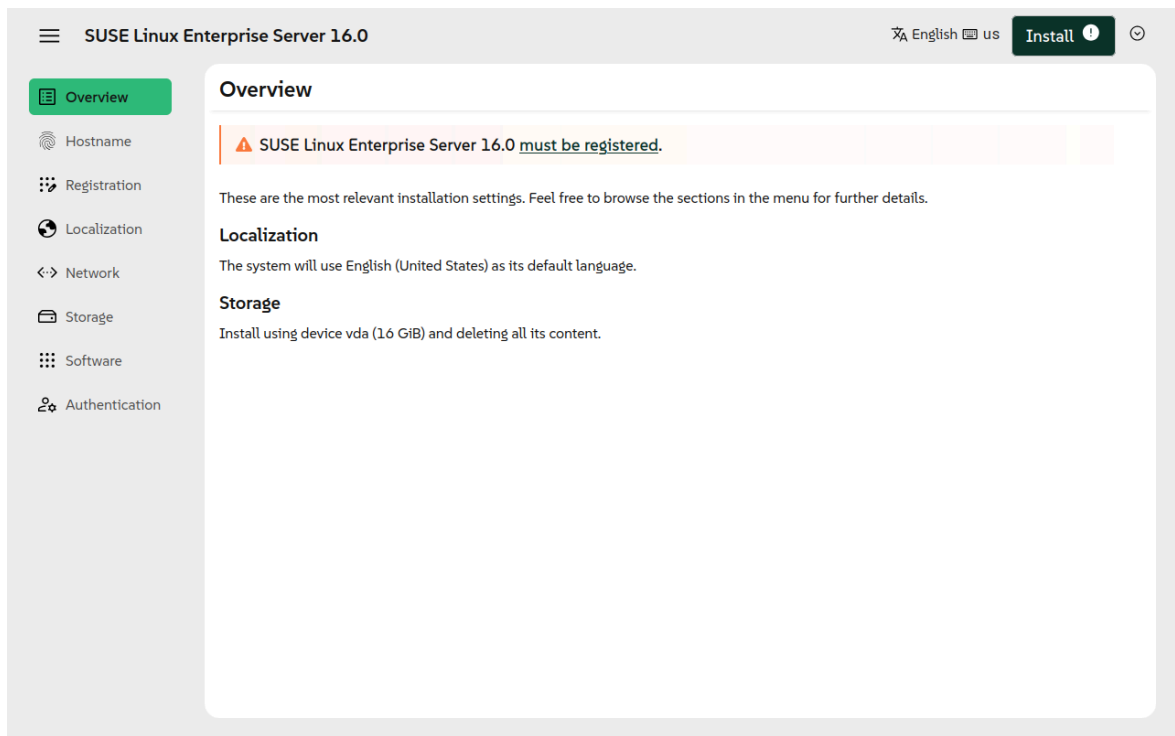 SUSE Linux Enterprise Server 16.0
English us
Install
Overview
Hostname
Registration
Localization
Network
Storage
Software
Authentication
Overview
SUSE Linux Enterprise Server 16.0 must be registered.
These are the most relevant installation settings. Feel free to browse the sections in the menu for further details.
Localization
The system will use English (United States) as its default language.
Storage
Install using device vda (16 GiB) and deleting all its content.